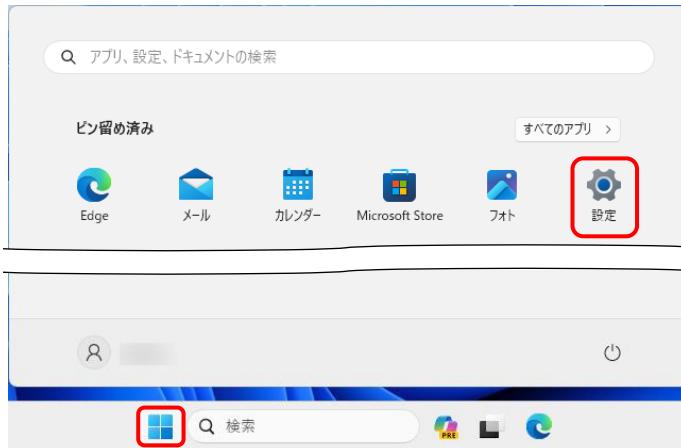 アプリ、設定、ドキュメントの検索
ピン留め済み
すべてのアプリ >
Edge メール カレンダー Microsoft Store フォト 設定
検索
PRE